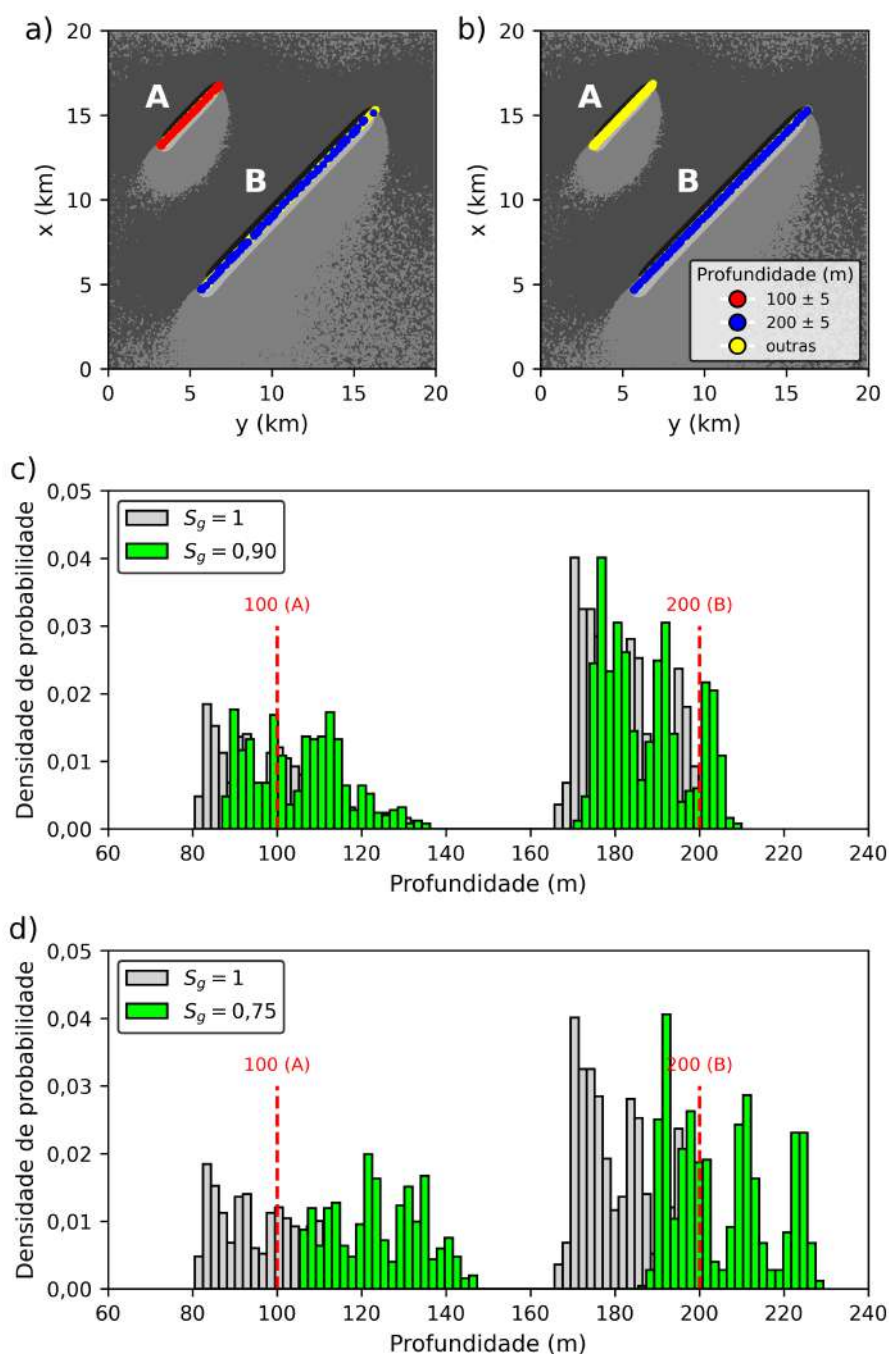 a)
20
15
10
5
0
x (km)
A
B
0 5 10 15 20
y (km)
b)
20
15
10
5
0
x (km)
A
B
Profundidade (m)
100 ± 5
200 ± 5
outras
0 5 10 15 20
y (km)
c)
0,05
0,04
0,03
0,02
0,01
0,00
Densidade de probabilidade
S_g = 1
S_g = 0,90
100 (A)
200 (B)
60 80 100 120 140 160 180 200 220 240
Profundidade (m)
d)
0,05
0,04
0,03
0,02
0,01
0,00
Densidade de probabilidade
S_g = 1
S_g = 0,75
100 (A)
200 (B)
60 80 100 120 140 160 180 200 220 240
Profundidade (m)